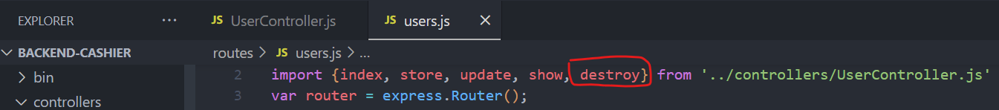 EXPLORER ... JS UserController.js JS users.js ×
BACKEND-CASHIER routes > JS users.js > ...
> bin 2 import {index, store, update, show, destroy} from '../controllers/UserController.js'
controllers 3 var router = express.Router();